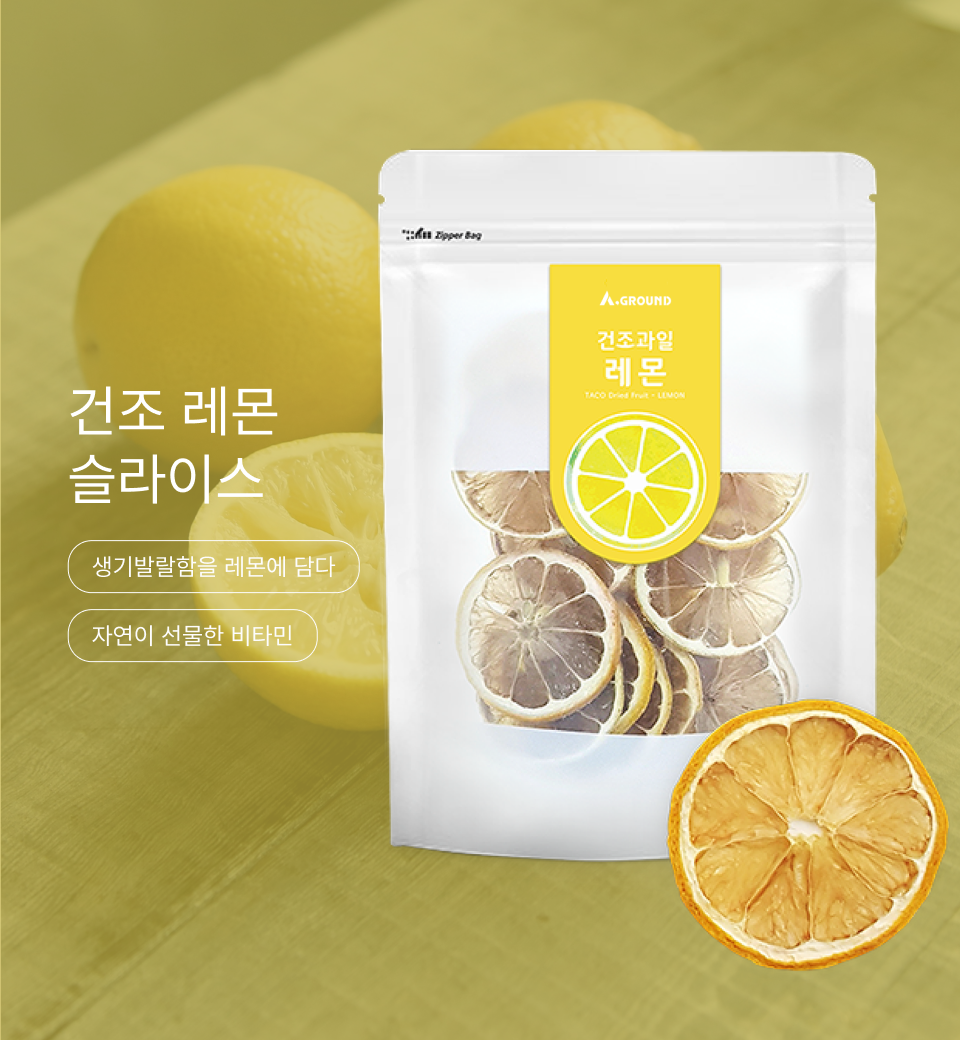 건조 레몬
슬라이스
생기발랄함을 레몬에 담다
자연이 선물한 비타민
Zipper Bag
A.GROUND
건조과일
레몬
TACO Dried Fruit - LEMON